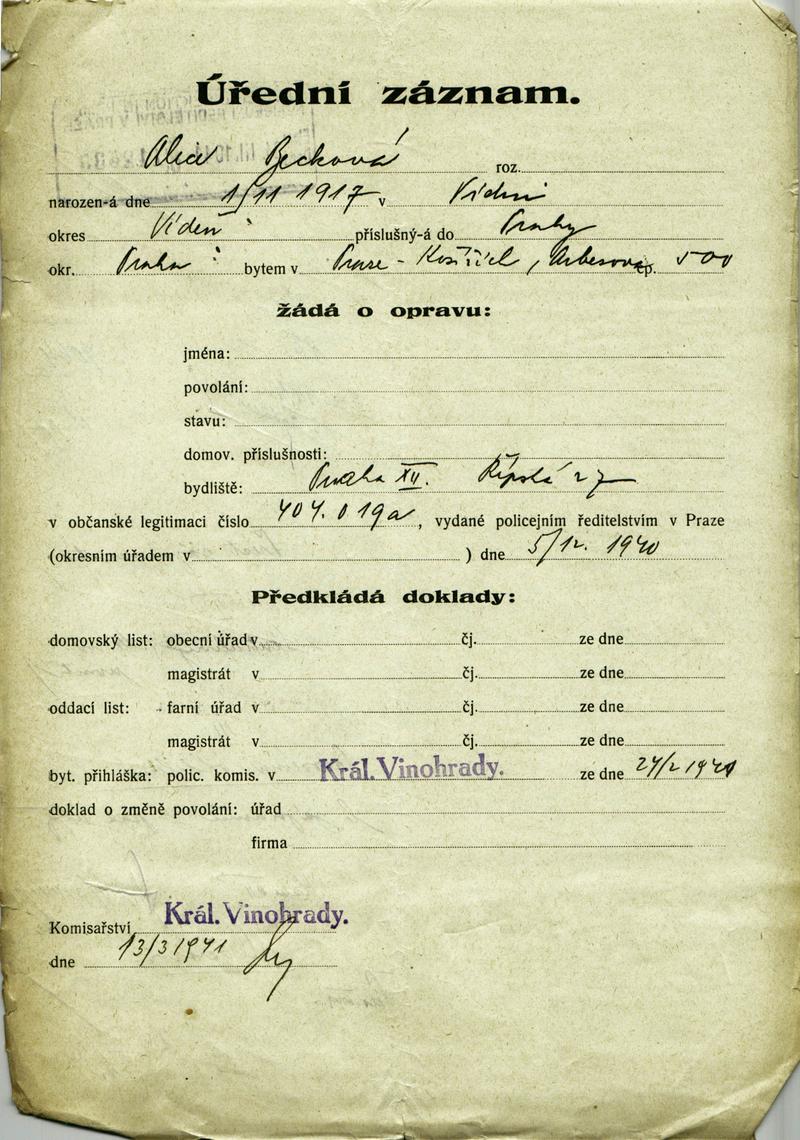 Úřední záznam.
Alice Becková roz.
narozen-á dne 1/11 1917 v Vídni
okres Vídeň příslušný-á do Prahy
okr. Praha bytem v Praze - Košířích, Arbesova čp. 500
žádá o opravu:
jména:
povolání:
stavu:
domov. příslušnosti:
bydliště: Praha XII. Řipská 27
v občanské legitimaci číslo 404.019a, vydané policejním ředitelstvím v Praze
(okresním úřadem v ) dne 5/12. 1940
Předkládá doklady:
domovský list: obecní úřad v čj. ze dne
magistrát v čj. ze dne
oddací list: farní úřad v čj. ze dne
magistrát v čj. ze dne
byt. přihláška: polic. komis. v Král. Vinohrady. ze dne 24/2 1941
doklad o změně povolání: úřad
firma
Komisařství Král. Vinohrady.
dne 13/3 1941